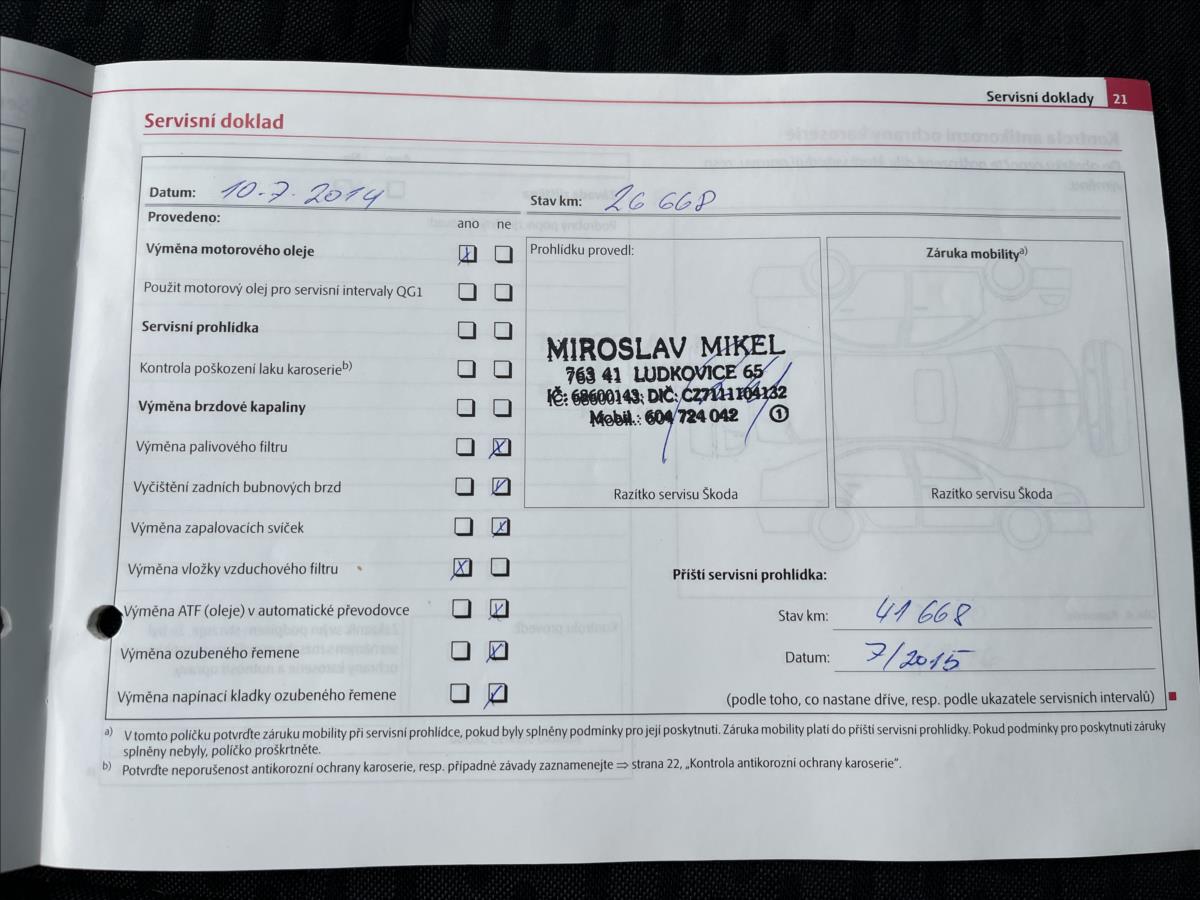 Servisní doklady 21
Servisní doklad
Datum: 10.7.2014 Stav km: 26 668
Provedeno:
ano ne
Výměna motorového oleje
Použit motorový olej pro servisní intervaly QG1
Servisní prohlídka
Kontrola poškození laku karoserie b)
Výměna brzdové kapaliny
Výměna palivového filtru
Vyčištění zadních bubnových brzd
Výměna zapalovacích svíček
Výměna vložky vzduchového filtru
Výměna ATF (oleje) v automatické převodovce
Výměna ozubeného řemene
Výměna napínací kladky ozubeného řemene
Prohlídku provedl:
MIROSLAV MIKEL
763 41 LUDKOVICE 65
IČ: 68600143; DIČ: CZ7111104132
Mobil.: 604 724 042 1
Razítko servisu Škoda
Záruka mobility a)
Razítko servisu Škoda
Příští servisní prohlídka:
Stav km: 41 668
Datum: 7/2015
(podle toho, co nastane dříve, resp. podle ukazatele servisních intervalů)
a) V tomto políčku potvrďte záruku mobility při servisní prohlídce, pokud byly splněny podmínky pro její poskytnutí. Záruka mobility platí do příští servisní prohlídky. Pokud podmínky pro poskytnutí záruky
splněny nebyly, políčko proškrtněte.
b) Potvrďte neporušenost antikorozní ochrany karoserie, resp. případné závady zaznamenejte ⇒ strana 22, „Kontrola antikorozní ochrany karoserie“.